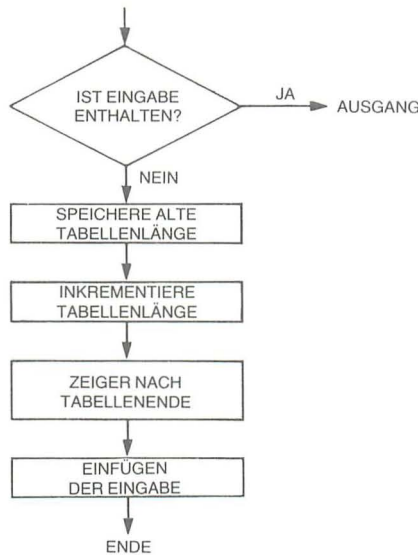 IST EINGABE
ENTHALTEN?
JA
AUSGANG
NEIN
SPEICHERE ALTE
TABELLENLÄNGE
INKREMENTIERE
TABELLENLÄNGE
ZEIGER NACH
TABELLENENDE
EINFÜGEN
DER EINGABE
ENDE